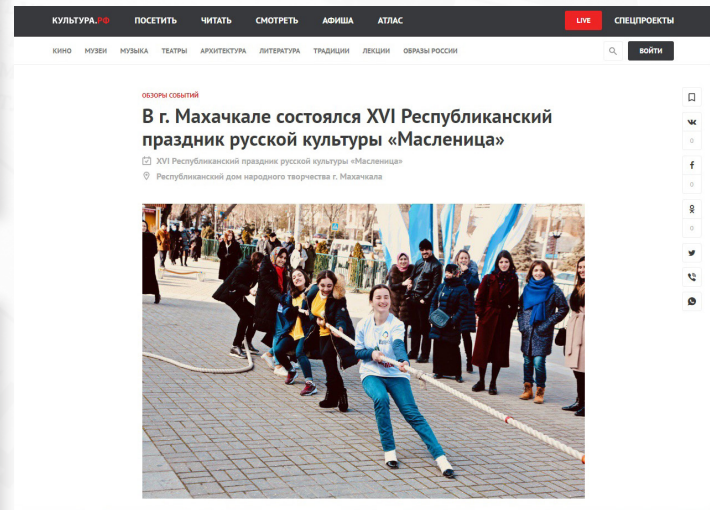 КУЛЬТУРА.РФ ПОСЕТИТЬ ЧИТАТЬ СМОТРЕТЬ АФИША АТЛАС LIVE СПЕЦПРОЕКТЫ
КИНО МУЗЕИ МУЗЫКА ТЕАТРЫ АРХИТЕКТУРА ЛИТЕРАТУРА ТРАДИЦИИ ЛЕКЦИИ ОБРАЗЫ РОССИИ ВОЙТИ
ОБЗОРЫ СОБЫТИЙ
В г. Махачкале состоялся XVI Республиканский
праздник русской культуры «Масленица»
XVI Республиканский праздник русской культуры «Масленица»
Республиканский дом народного творчества г. Махачкала
0
0
0